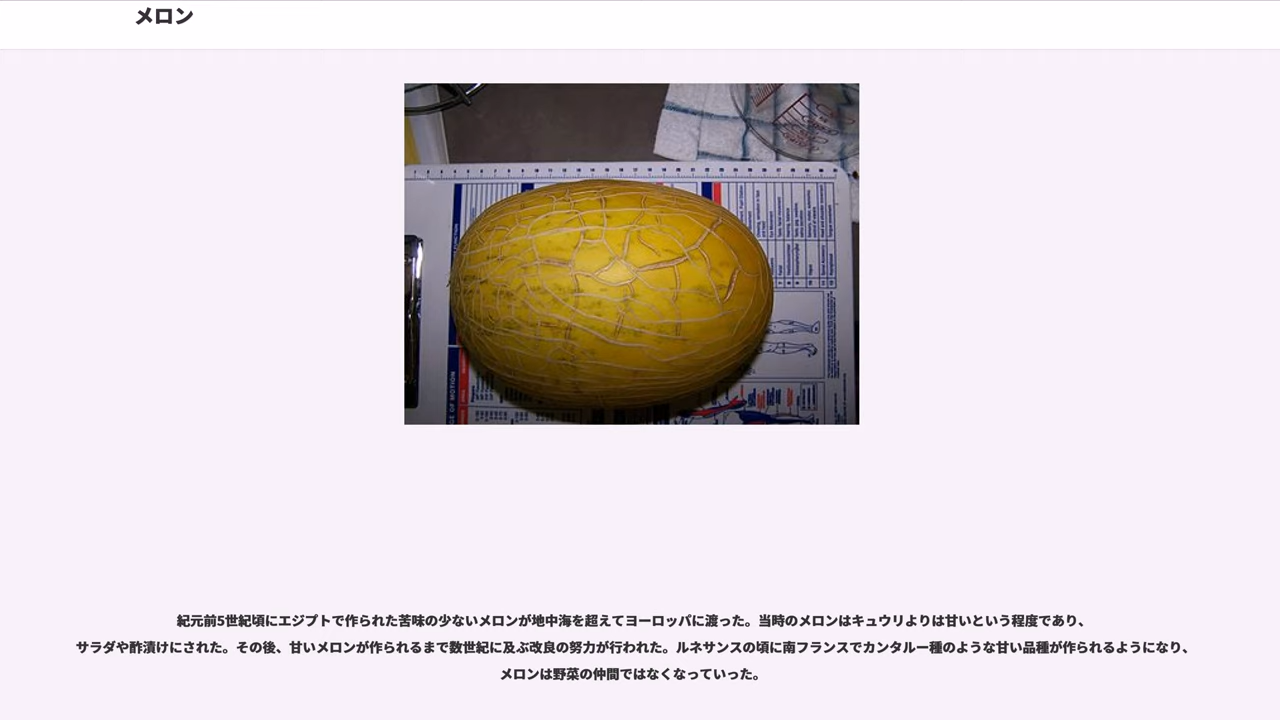 メロン
紀元前5世紀頃にエジプトで作られた苦味の少ないメロンが地中海を超えてヨーロッパに渡った。当時のメロンはキュウリよりは甘いという程度であり、
サラダや酢漬けにされた。その後、甘いメロンが作られるまで数世紀に及ぶ改良の努力が行われた。ルネサンスの頃に南フランスでカンタルー種のような甘い品種が作られるようになり、
メロンは野菜の仲間ではなくなっていった。